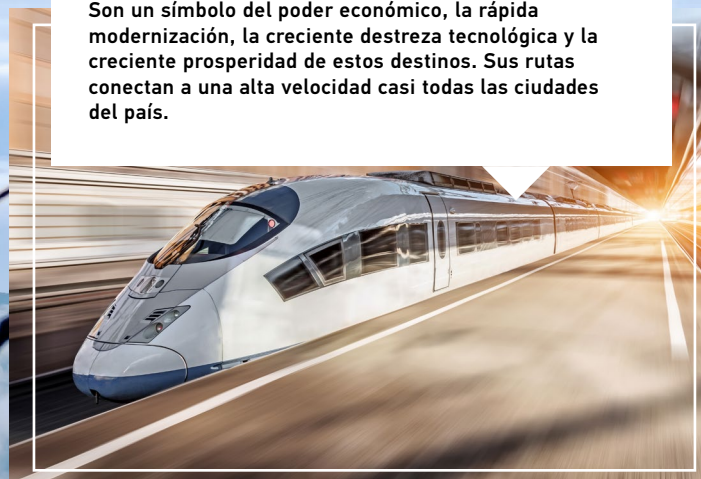 Son un símbolo del poder económico, la rápida
modernización, la creciente destreza tecnológica y la
creciente prosperidad de estos destinos. Sus rutas
conectan a una alta velocidad casi todas las ciudades
del país.